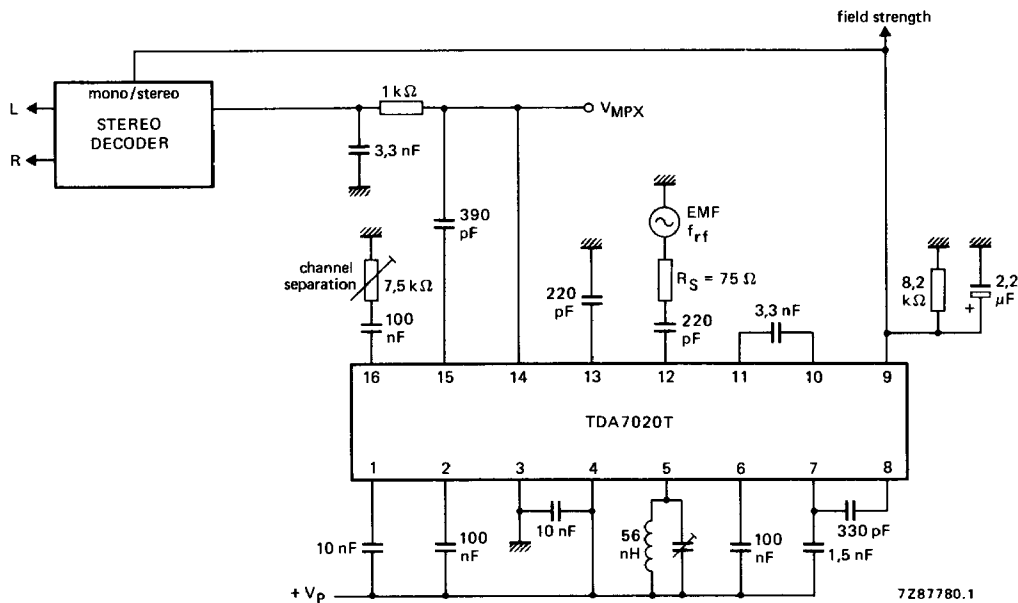 field strength
L
R
mono/stereo
STEREO
DECODER
1 kΩ
V_MPX
3,3 nF
390
pF
channel
separation
7,5 kΩ
100
nF
220
pF
EMF
f_rf
R_S = 75 Ω
220
pF
3,3 nF
8,2
kΩ
2,2
µF
+
16 15 14 13 12 11 10 9
TDA7020T
1 2 3 4 5 6 7 8
10 nF
100
nF
10 nF
56
nH
100
nF
330 pF
1,5 nF
+ V_P
7Z87780.1